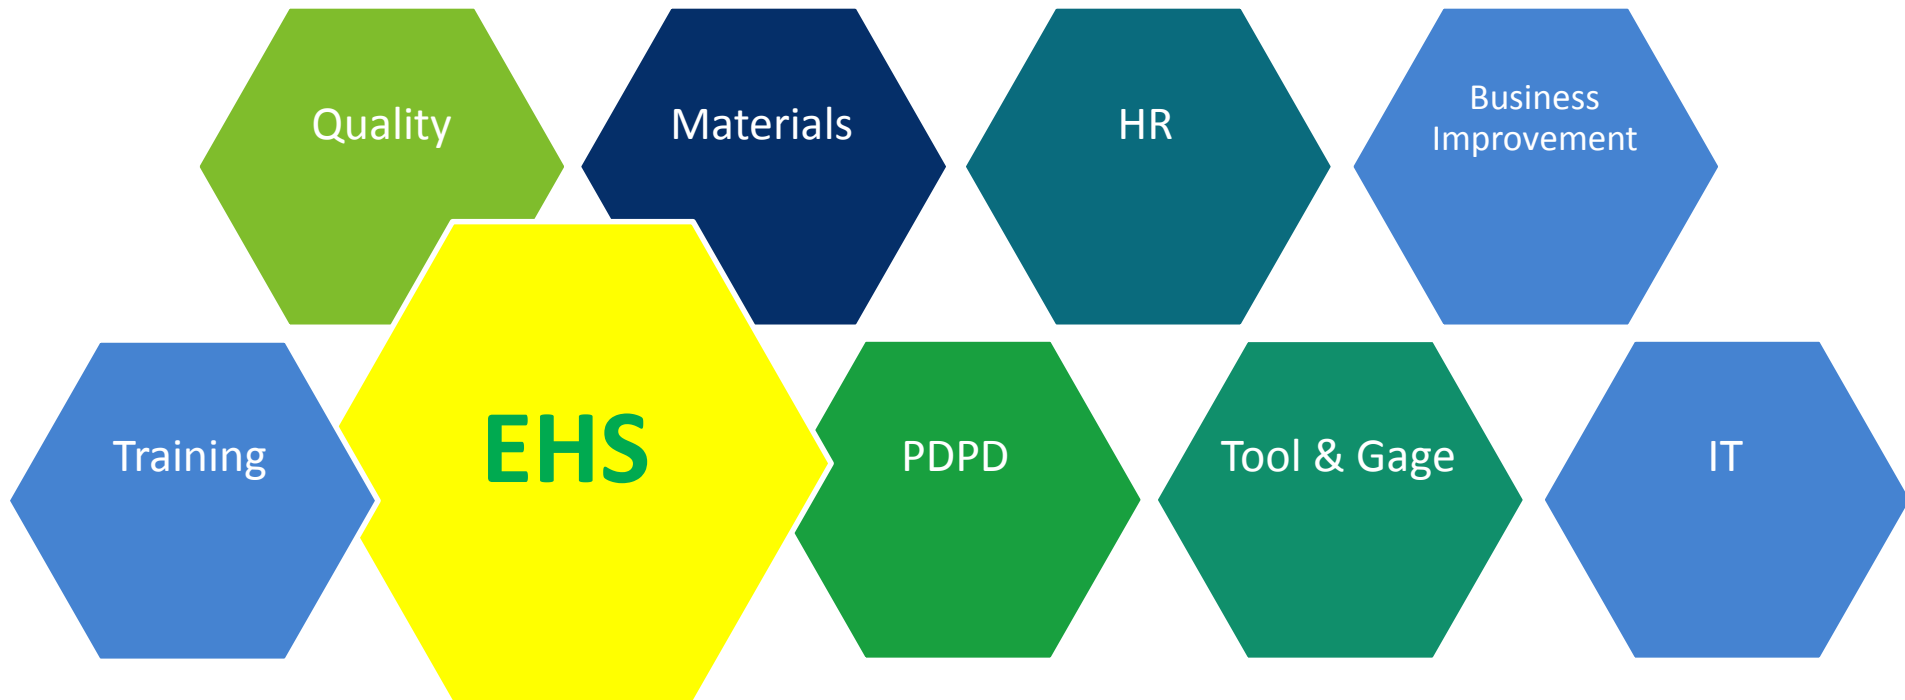 Quality
Materials
HR
Business
Improvement
Training
EHS
PDPD
Tool & Gage
IT